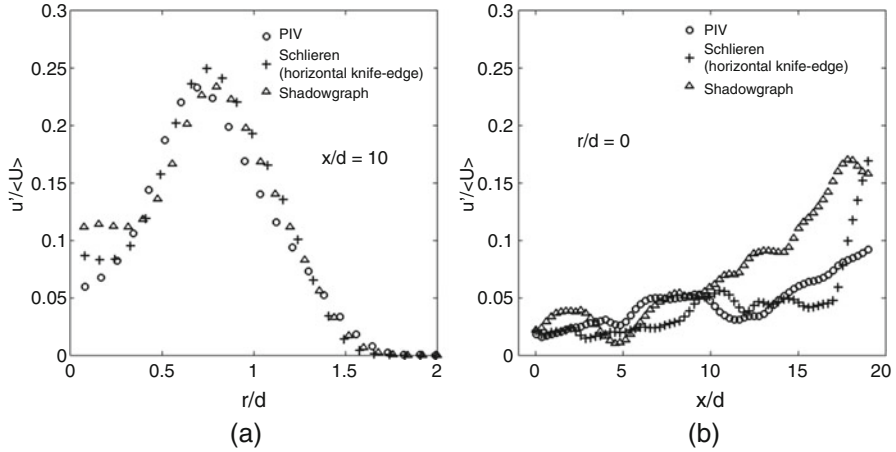 0.3
0.25
0.2
0.15
0.1
0.05
0
u'/<U>
PIV
Schlieren
(horizontal knife-edge)
Shadowgraph
x/d = 10
0
0.5
1
1.5
2
r/d
(a)
0.3
0.25
0.2
0.15
0.1
0.05
0
u'/<U>
PIV
Schlieren
(horizontal knife-edge)
Shadowgraph
r/d = 0
0
5
10
15
20
x/d
(b)